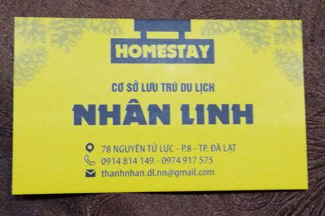 HOMESTAY
CƠ SỞ LƯU TRÚ DU LỊCH
NHÂN LINH
78 NGUYÊN TỬ LỰC - P.8 - TP. ĐÀ LẠT
0914 814 149 - 0974 917 575
thanhnhan.dl.nn@gmail.com